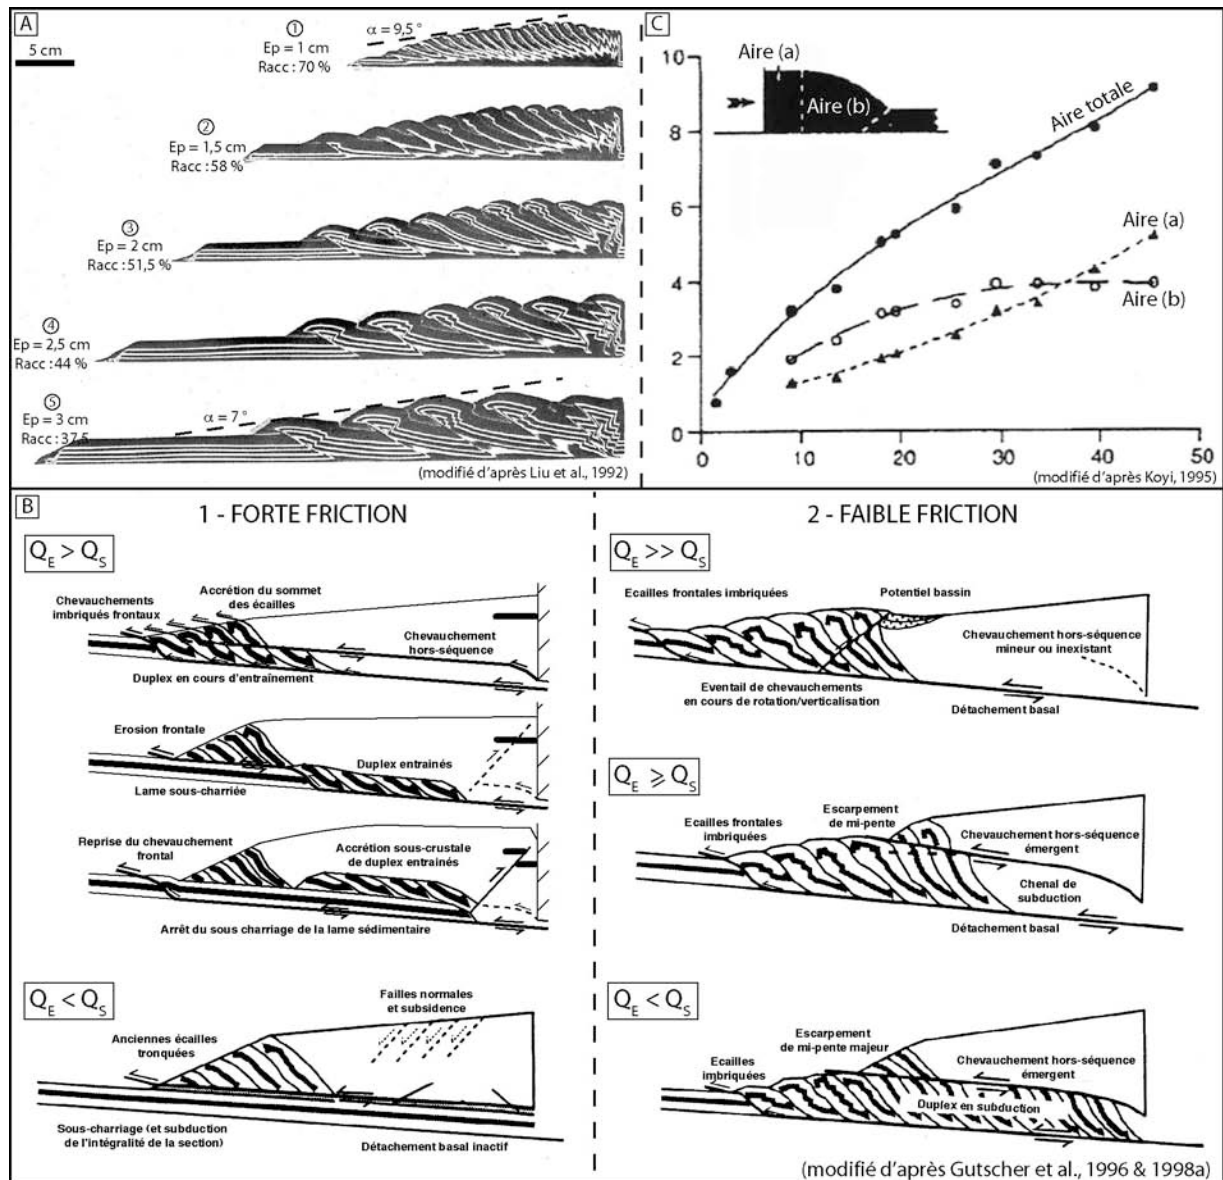 A
5 cm
1
Ep = 1 cm
Racc : 70 %
α = 9,5 °
2
Ep = 1,5 cm
Racc : 58 %
3
Ep = 2 cm
Racc : 51,5 %
4
Ep = 2,5 cm
Racc : 44 %
5
Ep = 3 cm
Racc : 37,5
α = 7°
(modifié d'après Liu et al., 1992)
C
10
8
6
4
2
0
0
10
20
30
40
50
Aire (a)
Aire (b)
Aire totale
Aire (a)
Aire (b)
(modifié d'après Koyi, 1995)
B
1 - FORTE FRICTION
QE > QS
Chevauchements
imbriqués frontaux
Accrétion du sommet
des écailles
Chevauchement
hors-séquence
Duplex en cours d'entraînement
Erosion frontale
Duplex entrainés
Lame sous-charriée
Reprise du chevauchement
frontal
Accrétion sous-crustale
de duplex entrainés
Arrêt du sous charriage de la lame sédimentaire
QE < QS
Failles normales
et subsidence
Anciennes écailles
tronquées
Sous-charriage (et subduction
de l'intégralité de la section)
Détachement basal inactif
2 - FAIBLE FRICTION
QE >> QS
Ecailles frontales imbriquées
Potentiel bassin
Chevauchement hors-séquence
mineur ou inexistant
Eventail de chevauchements
en cours de rotation/verticalisation
Détachement basal
QE ⩾ QS
Ecailles frontales
imbriquées
Escarpement
de mi-pente
Chevauchement hors-séquence
émergent
Chenal de
subduction
Détachement basal
QE < QS
Ecailles
imbriquées
Escarpement
de mi-pente majeur
Chevauchement hors-séquence
émergent
Duplex en subduction
(modifié d'après Gutscher et al., 1996 & 1998a)